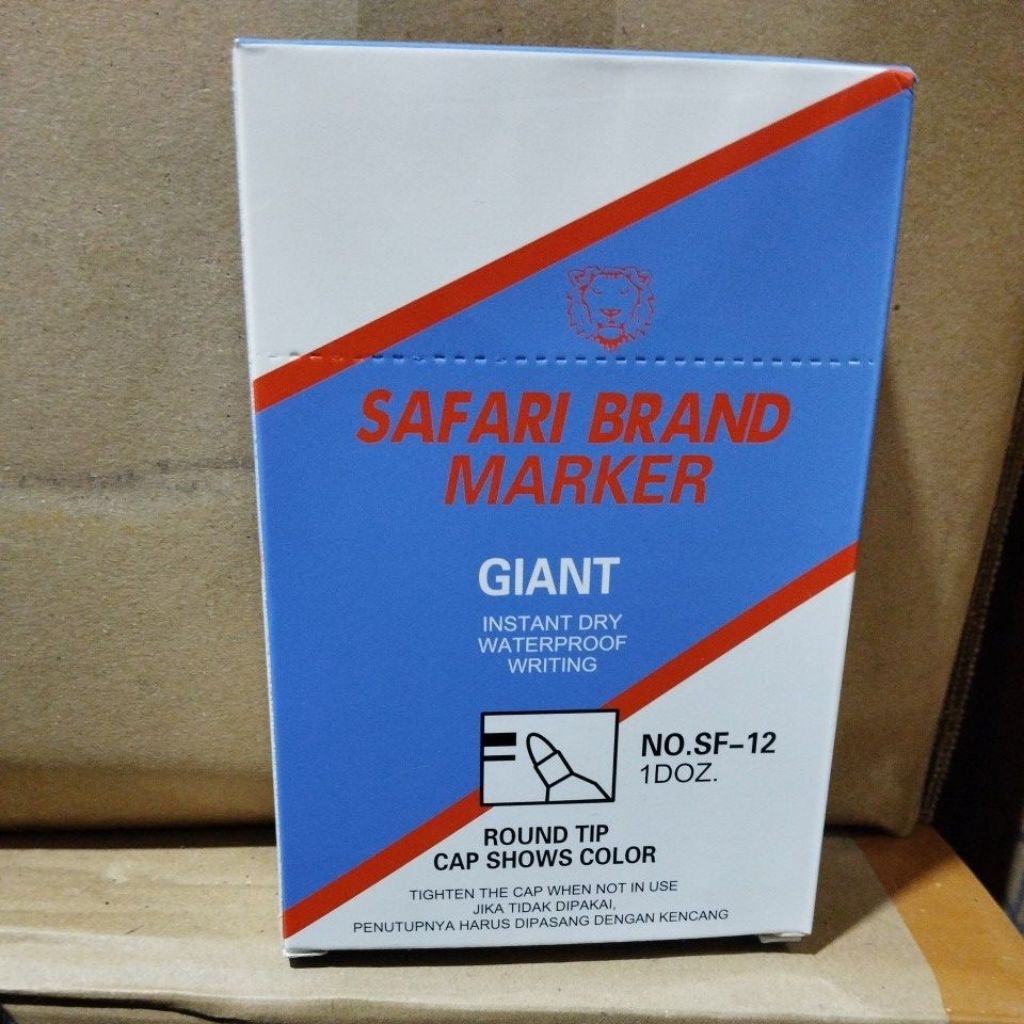 SAFARI BRAND
MARKER
GIANT
INSTANT DRY
WATERPROOF
WRITING
NO.SF-12
1DOZ.
ROUND TIP
CAP SHOWS COLOR
TIGHTEN THE CAP WHEN NOT IN USE
JIKA TIDAK DIPAKAI,
PENUTUPNYA HARUS DIPASANG DENGAN KENCANG